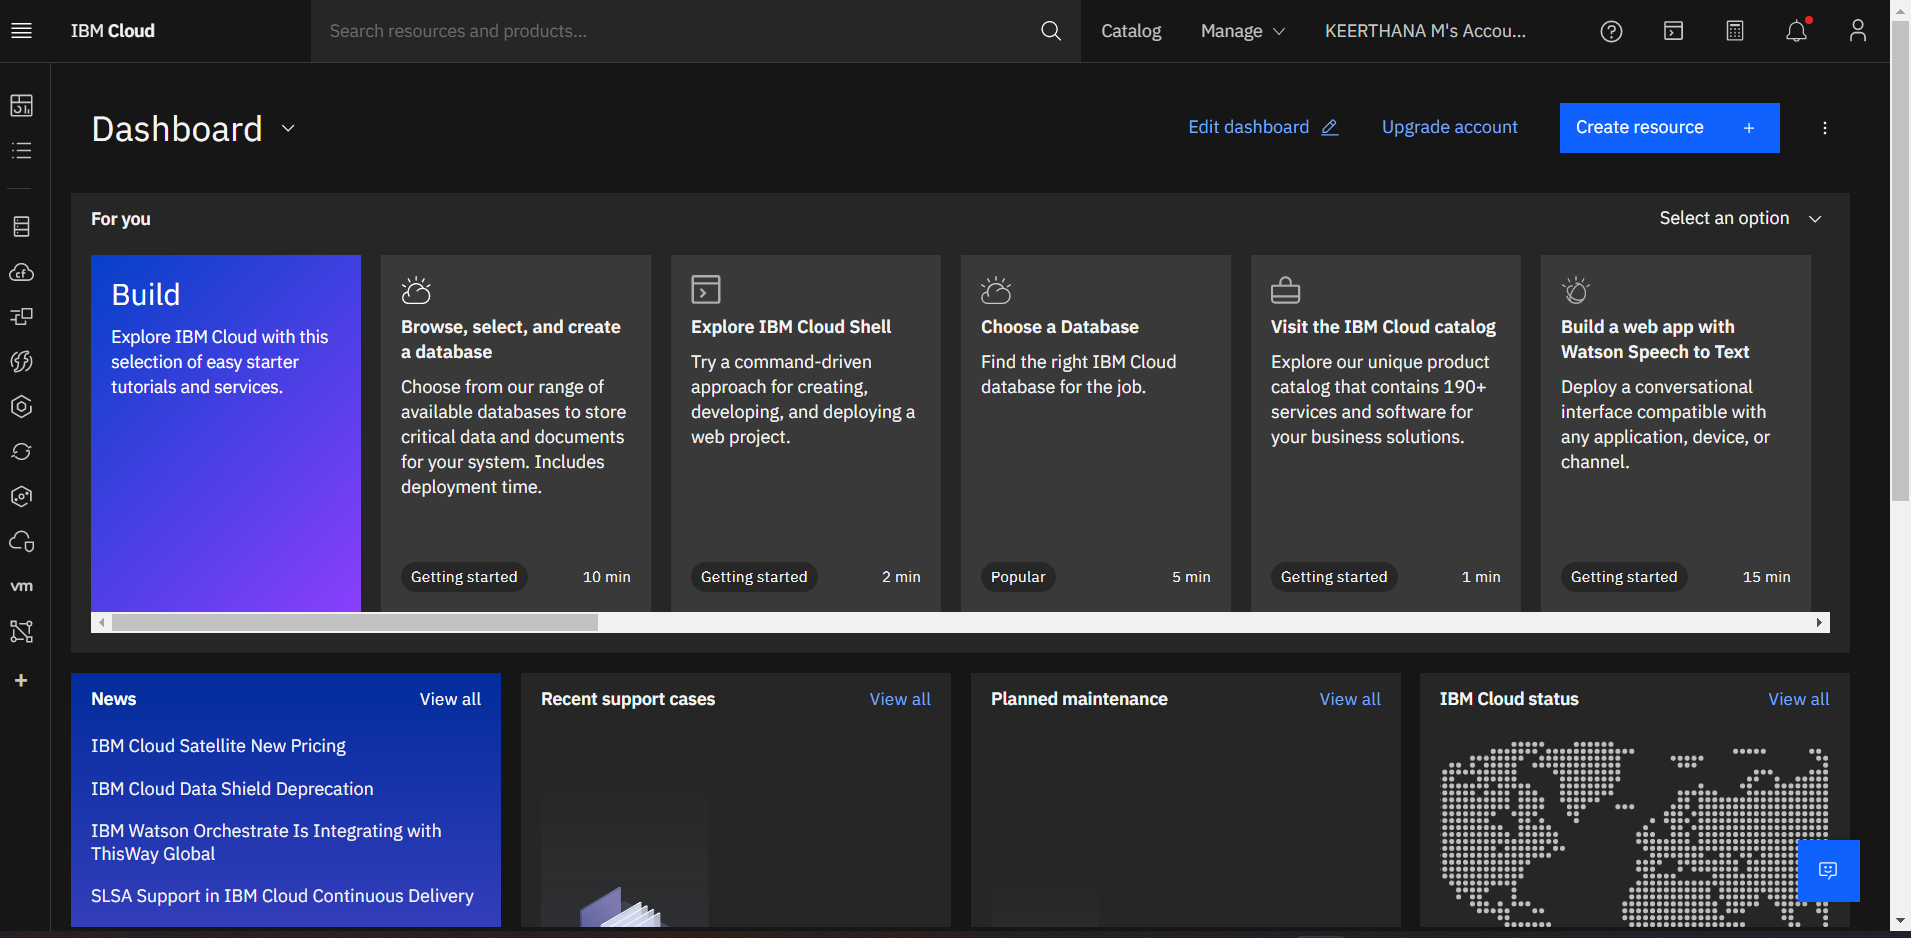 IBM Cloud
Search resources and products...
Catalog
Manage
KEERTHANA M's Accou...
Dashboard
Edit dashboard
Upgrade account
Create resource +
For you
Select an option
Build
Explore IBM Cloud with this
selection of easy starter
tutorials and services.
Browse, select, and create
a database
Choose from our range of
available databases to store
critical data and documents
for your system. Includes
deployment time.
Getting started
10 min
Explore IBM Cloud Shell
Try a command-driven
approach for creating,
developing, and deploying a
web project.
Getting started
2 min
Choose a Database
Find the right IBM Cloud
database for the job.
Popular
5 min
Visit the IBM Cloud catalog
Explore our unique product
catalog that contains 190+
services and software for
your business solutions.
Getting started
1 min
Build a web app with
Watson Speech to Text
Deploy a conversational
interface compatible with
any application, device, or
channel.
Getting started
15 min
cf
vm
News
View all
IBM Cloud Satellite New Pricing
IBM Cloud Data Shield Deprecation
IBM Watson Orchestrate Is Integrating with
ThisWay Global
SLSA Support in IBM Cloud Continuous Delivery
Recent support cases
View all
Planned maintenance
View all
IBM Cloud status
View all